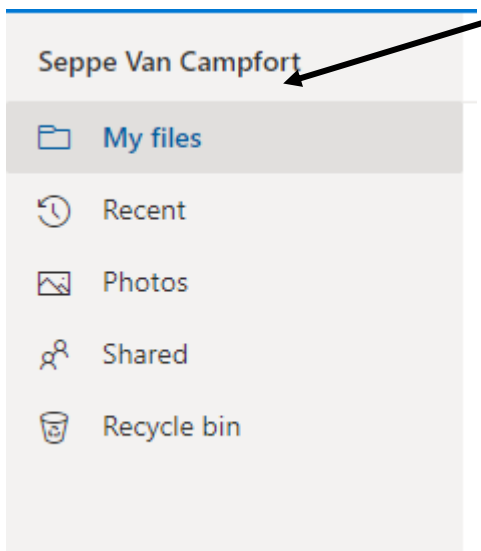 Seppe Van Campfort
My files
Recent
Photos
Shared
Recycle bin